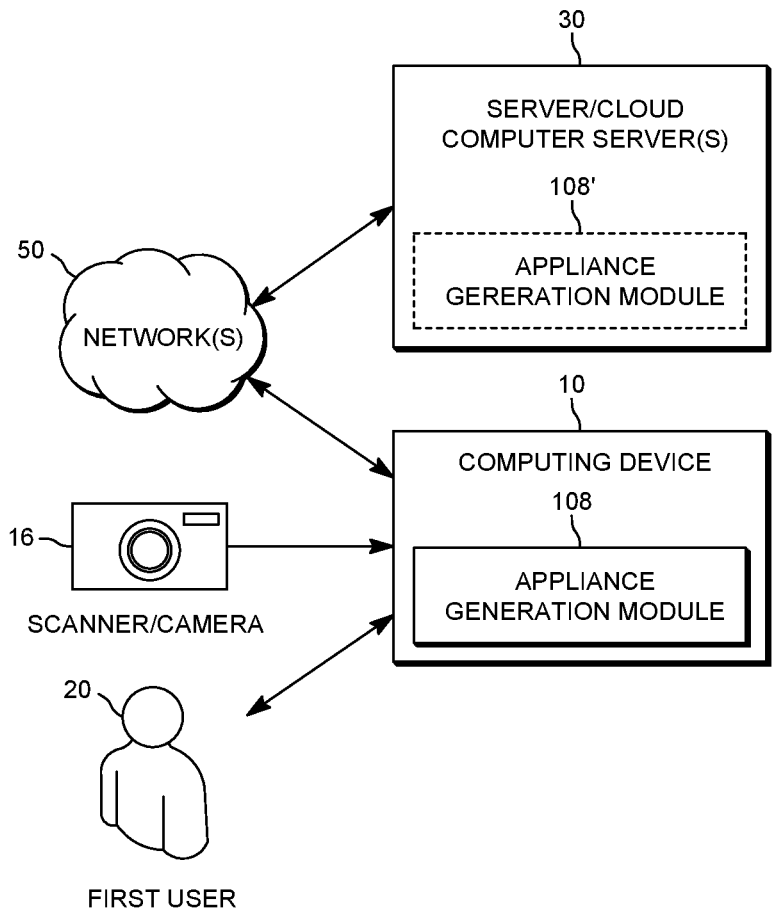 30
SERVER/CLOUD
COMPUTER SERVER(S)
108'
APPLIANCE
GERERATION MODULE
50
NETWORK(S)
10
COMPUTING DEVICE
108
APPLIANCE
GENERATION MODULE
16
SCANNER/CAMERA
20
FIRST USER